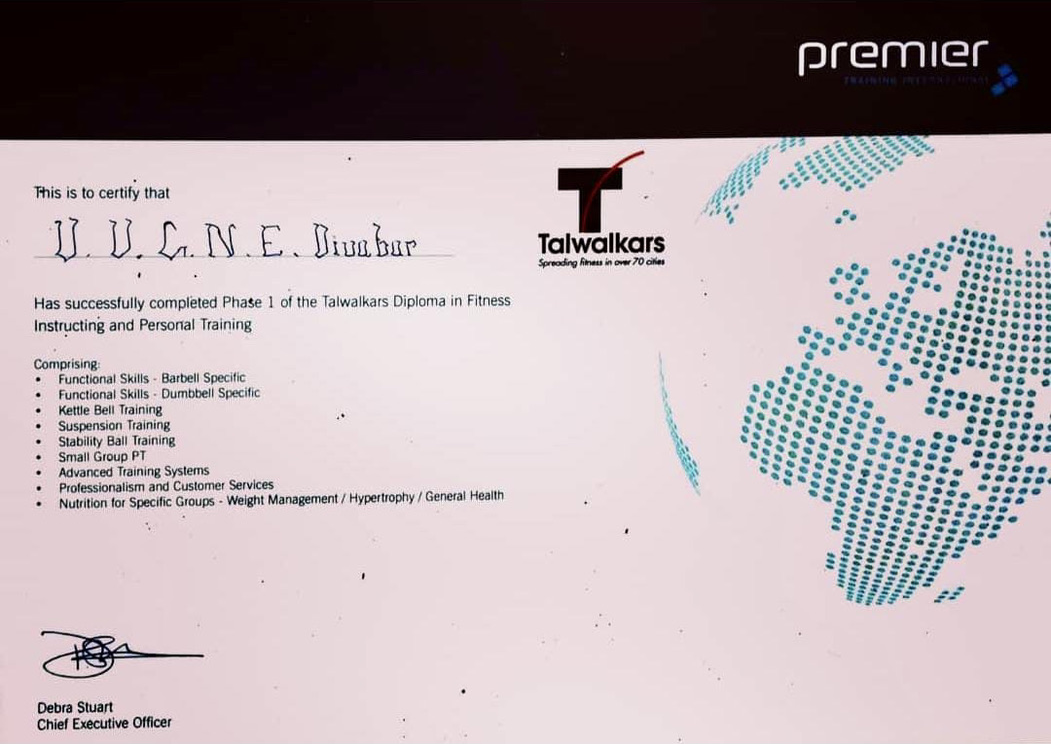 premier
TRAINING INTERNATIONAL
This is to certify that
V. V. G. N. E. Divakar
Talwalkars
Spreading fitness in over 70 cities
Has successfully completed Phase 1 of the Talwalkars Diploma in Fitness
Instructing and Personal Training
Comprising:
• Functional Skills - Barbell Specific
• Functional Skills - Dumbbell Specific
• Kettle Bell Training
• Suspension Training
• Stability Ball Training
• Small Group PT
• Advanced Training Systems
• Professionalism and Customer Services
• Nutrition for Specific Groups - Weight Management / Hypertrophy / General Health
Debra Stuart
Chief Executive Officer